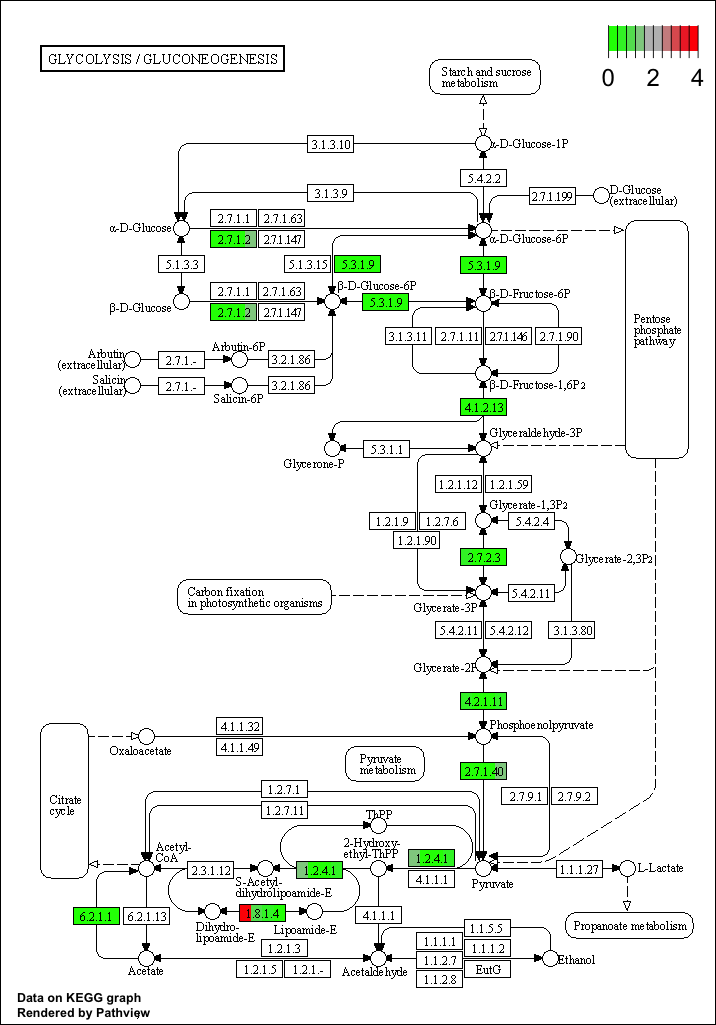 GLYCOLYSIS / GLUCONEOGENESIS
0 2 4
Starch and sucrose
metabolism
3.1.3.10
α-D-Glucose-1P
5.4.2.2
3.1.3.9
2.7.1.199
D-Glucose
(extracellular)
2.7.1.1 2.7.1.63
α-D-Glucose
2.7.1.2 2.7.1.147
α-D-Glucose-6P
5.1.3.3
5.1.3.15 5.3.1.9
5.3.1.9
2.7.1.1 2.7.1.63
β-D-Glucose-6P
β-D-Fructose-6P
β-D-Glucose
2.7.1.2 2.7.1.147
5.3.1.9
Pentose
phosphate
pathway
3.1.3.11 2.7.1.11 2.7.1.146 2.7.1.90
Arbutin
(extracellular)
2.7.1.-
Arbutin-6P
3.2.1.86
Salicin
(extracellular)
2.7.1.-
Salicin-6P
3.2.1.86
β-D-Fructose-1,6P2
4.1.2.13
Glyceraldehyde-3P
5.3.1.1
Glycerone-P
1.2.1.12 1.2.1.59
Glycerate-1,3P2
1.2.1.9 1.2.7.6
5.4.2.4
1.2.1.90
2.7.2.3
Glycerate-2,3P2
Carbon fixation
in photosynthetic organisms
5.4.2.11
Glycerate-3P
5.4.2.11 5.4.2.12
3.1.3.80
Glycerate-2P
4.2.1.11
4.1.1.32
Phosphoenolpyruvate
Oxaloacetate
4.1.1.49
Pyruvate
metabolism
2.7.1.40
2.7.9.1 2.7.9.2
Citrate
cycle
1.2.7.1
1.2.7.11
ThPP
Acetyl-
CoA
2-Hydroxy-
ethyl-ThPP
1.2.4.1
2.3.1.12
1.2.4.1
4.1.1.1
Pyruvate
1.1.1.27
L-Lactate
S-Acetyl-
dihydrolipoamide-E
6.2.1.1 6.2.1.13
1.8.1.4
4.1.1.1
Dihydro-
lipoamide-E
Lipoamide-E
Propanoate metabolism
1.1.5.5
1.2.1.3
1.1.1.1 1.1.1.2
1.1.2.7
Ethanol
Acetate
1.2.1.5 1.2.1.-
Acetaldehyde
EutG
1.1.2.8
Data on KEGG graph
Rendered by Pathview